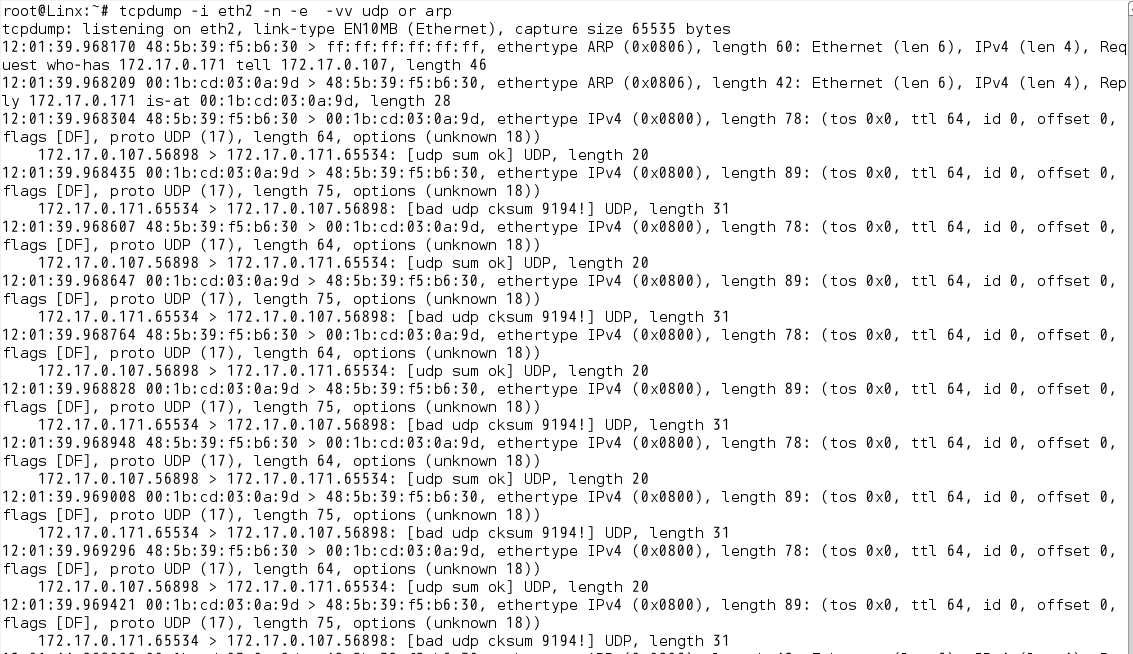 root@Linx:~# tcpdump -i eth2 -n -e  -vv udp or arp
tcpdump: listening on eth2, link-type EN10MB (Ethernet), capture size 65535 bytes
12:01:39.968170 48:5b:39:f5:b6:30 > ff:ff:ff:ff:ff:ff, ethertype ARP (0x0806), length 60: Ethernet (len 6), IPv4 (len 4), Req
uest who-has 172.17.0.171 tell 172.17.0.107, length 46
12:01:39.968209 00:1b:cd:03:0a:9d > 48:5b:39:f5:b6:30, ethertype ARP (0x0806), length 42: Ethernet (len 6), IPv4 (len 4), Rep
ly 172.17.0.171 is-at 00:1b:cd:03:0a:9d, length 28
12:01:39.968304 48:5b:39:f5:b6:30 > 00:1b:cd:03:0a:9d, ethertype IPv4 (0x0800), length 78: (tos 0x0, ttl 64, id 0, offset 0,
flags [DF], proto UDP (17), length 64, options (unknown 18))
    172.17.0.107.56898 > 172.17.0.171.65534: [udp sum ok] UDP, length 20
12:01:39.968435 00:1b:cd:03:0a:9d > 48:5b:39:f5:b6:30, ethertype IPv4 (0x0800), length 89: (tos 0x0, ttl 64, id 0, offset 0,
flags [DF], proto UDP (17), length 75, options (unknown 18))
    172.17.0.171.65534 > 172.17.0.107.56898: [bad udp cksum 9194!] UDP, length 31
12:01:39.968607 48:5b:39:f5:b6:30 > 00:1b:cd:03:0a:9d, ethertype IPv4 (0x0800), length 78: (tos 0x0, ttl 64, id 0, offset 0,
flags [DF], proto UDP (17), length 64, options (unknown 18))
    172.17.0.107.56898 > 172.17.0.171.65534: [udp sum ok] UDP, length 20
12:01:39.968647 00:1b:cd:03:0a:9d > 48:5b:39:f5:b6:30, ethertype IPv4 (0x0800), length 89: (tos 0x0, ttl 64, id 0, offset 0,
flags [DF], proto UDP (17), length 75, options (unknown 18))
    172.17.0.171.65534 > 172.17.0.107.56898: [bad udp cksum 9194!] UDP, length 31
12:01:39.968764 48:5b:39:f5:b6:30 > 00:1b:cd:03:0a:9d, ethertype IPv4 (0x0800), length 78: (tos 0x0, ttl 64, id 0, offset 0,
flags [DF], proto UDP (17), length 64, options (unknown 18))
    172.17.0.107.56898 > 172.17.0.171.65534: [udp sum ok] UDP, length 20
12:01:39.968828 00:1b:cd:03:0a:9d > 48:5b:39:f5:b6:30, ethertype IPv4 (0x0800), length 89: (tos 0x0, ttl 64, id 0, offset 0,
flags [DF], proto UDP (17), length 75, options (unknown 18))
    172.17.0.171.65534 > 172.17.0.107.56898: [bad udp cksum 9194!] UDP, length 31
12:01:39.968948 48:5b:39:f5:b6:30 > 00:1b:cd:03:0a:9d, ethertype IPv4 (0x0800), length 78: (tos 0x0, ttl 64, id 0, offset 0,
flags [DF], proto UDP (17), length 64, options (unknown 18))
    172.17.0.107.56898 > 172.17.0.171.65534: [udp sum ok] UDP, length 20
12:01:39.969008 00:1b:cd:03:0a:9d > 48:5b:39:f5:b6:30, ethertype IPv4 (0x0800), length 89: (tos 0x0, ttl 64, id 0, offset 0,
flags [DF], proto UDP (17), length 75, options (unknown 18))
    172.17.0.171.65534 > 172.17.0.107.56898: [bad udp cksum 9194!] UDP, length 31
12:01:39.969296 48:5b:39:f5:b6:30 > 00:1b:cd:03:0a:9d, ethertype IPv4 (0x0800), length 78: (tos 0x0, ttl 64, id 0, offset 0,
flags [DF], proto UDP (17), length 64, options (unknown 18))
    172.17.0.107.56898 > 172.17.0.171.65534: [udp sum ok] UDP, length 20
12:01:39.969421 00:1b:cd:03:0a:9d > 48:5b:39:f5:b6:30, ethertype IPv4 (0x0800), length 89: (tos 0x0, ttl 64, id 0, offset 0,
flags [DF], proto UDP (17), length 75, options (unknown 18))
    172.17.0.171.65534 > 172.17.0.107.56898: [bad udp cksum 9194!] UDP, length 31